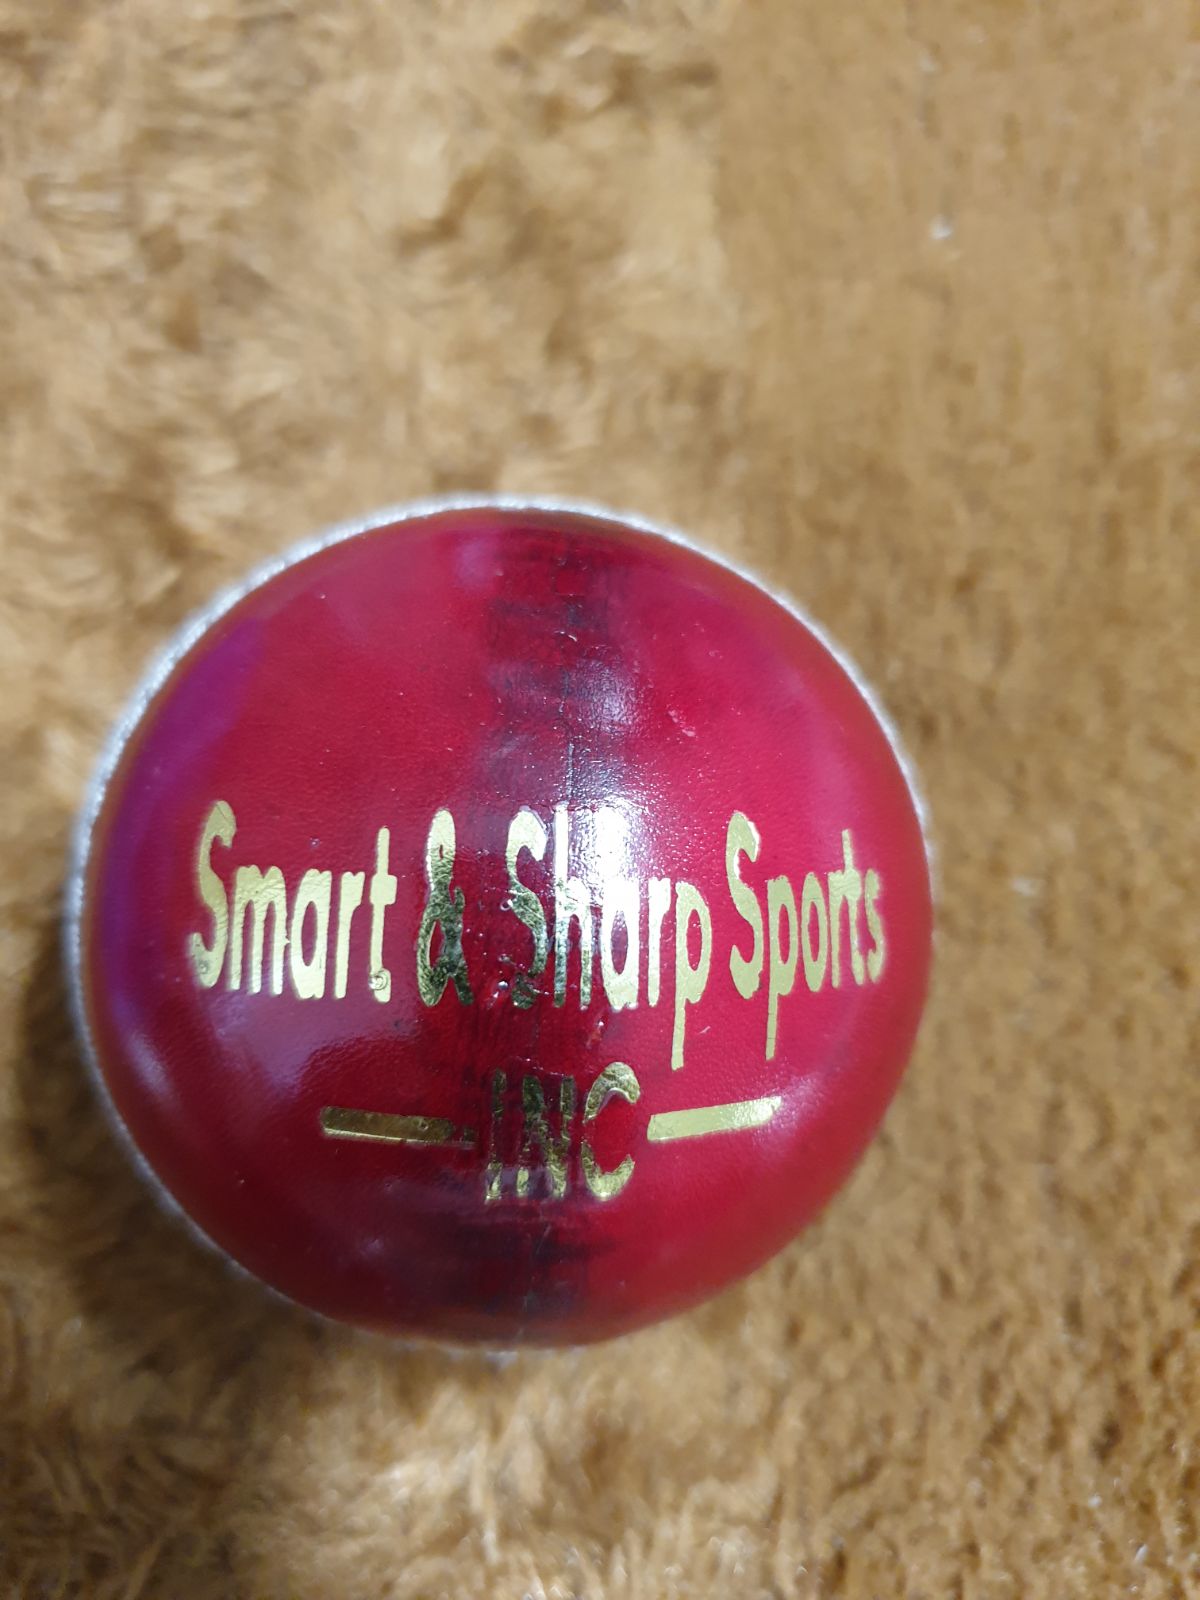 Smart & Sharp Sports
— INC —